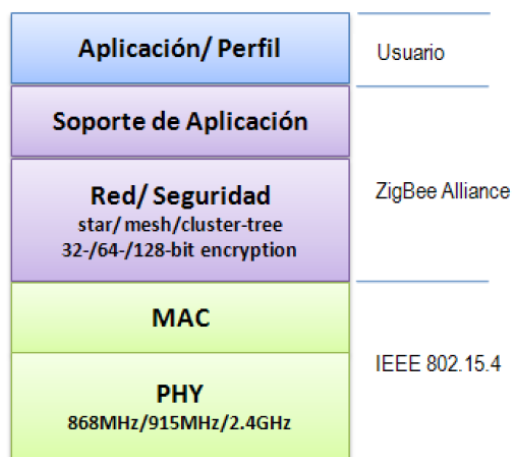 Aplicación/ Perfil
Usuario
Soporte de Aplicación
Red/ Seguridad
star/ mesh/cluster-tree
32-/64-/128-bit encryption
ZigBee Alliance
MAC
PHY
868MHz/915MHz/2.4GHz
IEEE 802.15.4